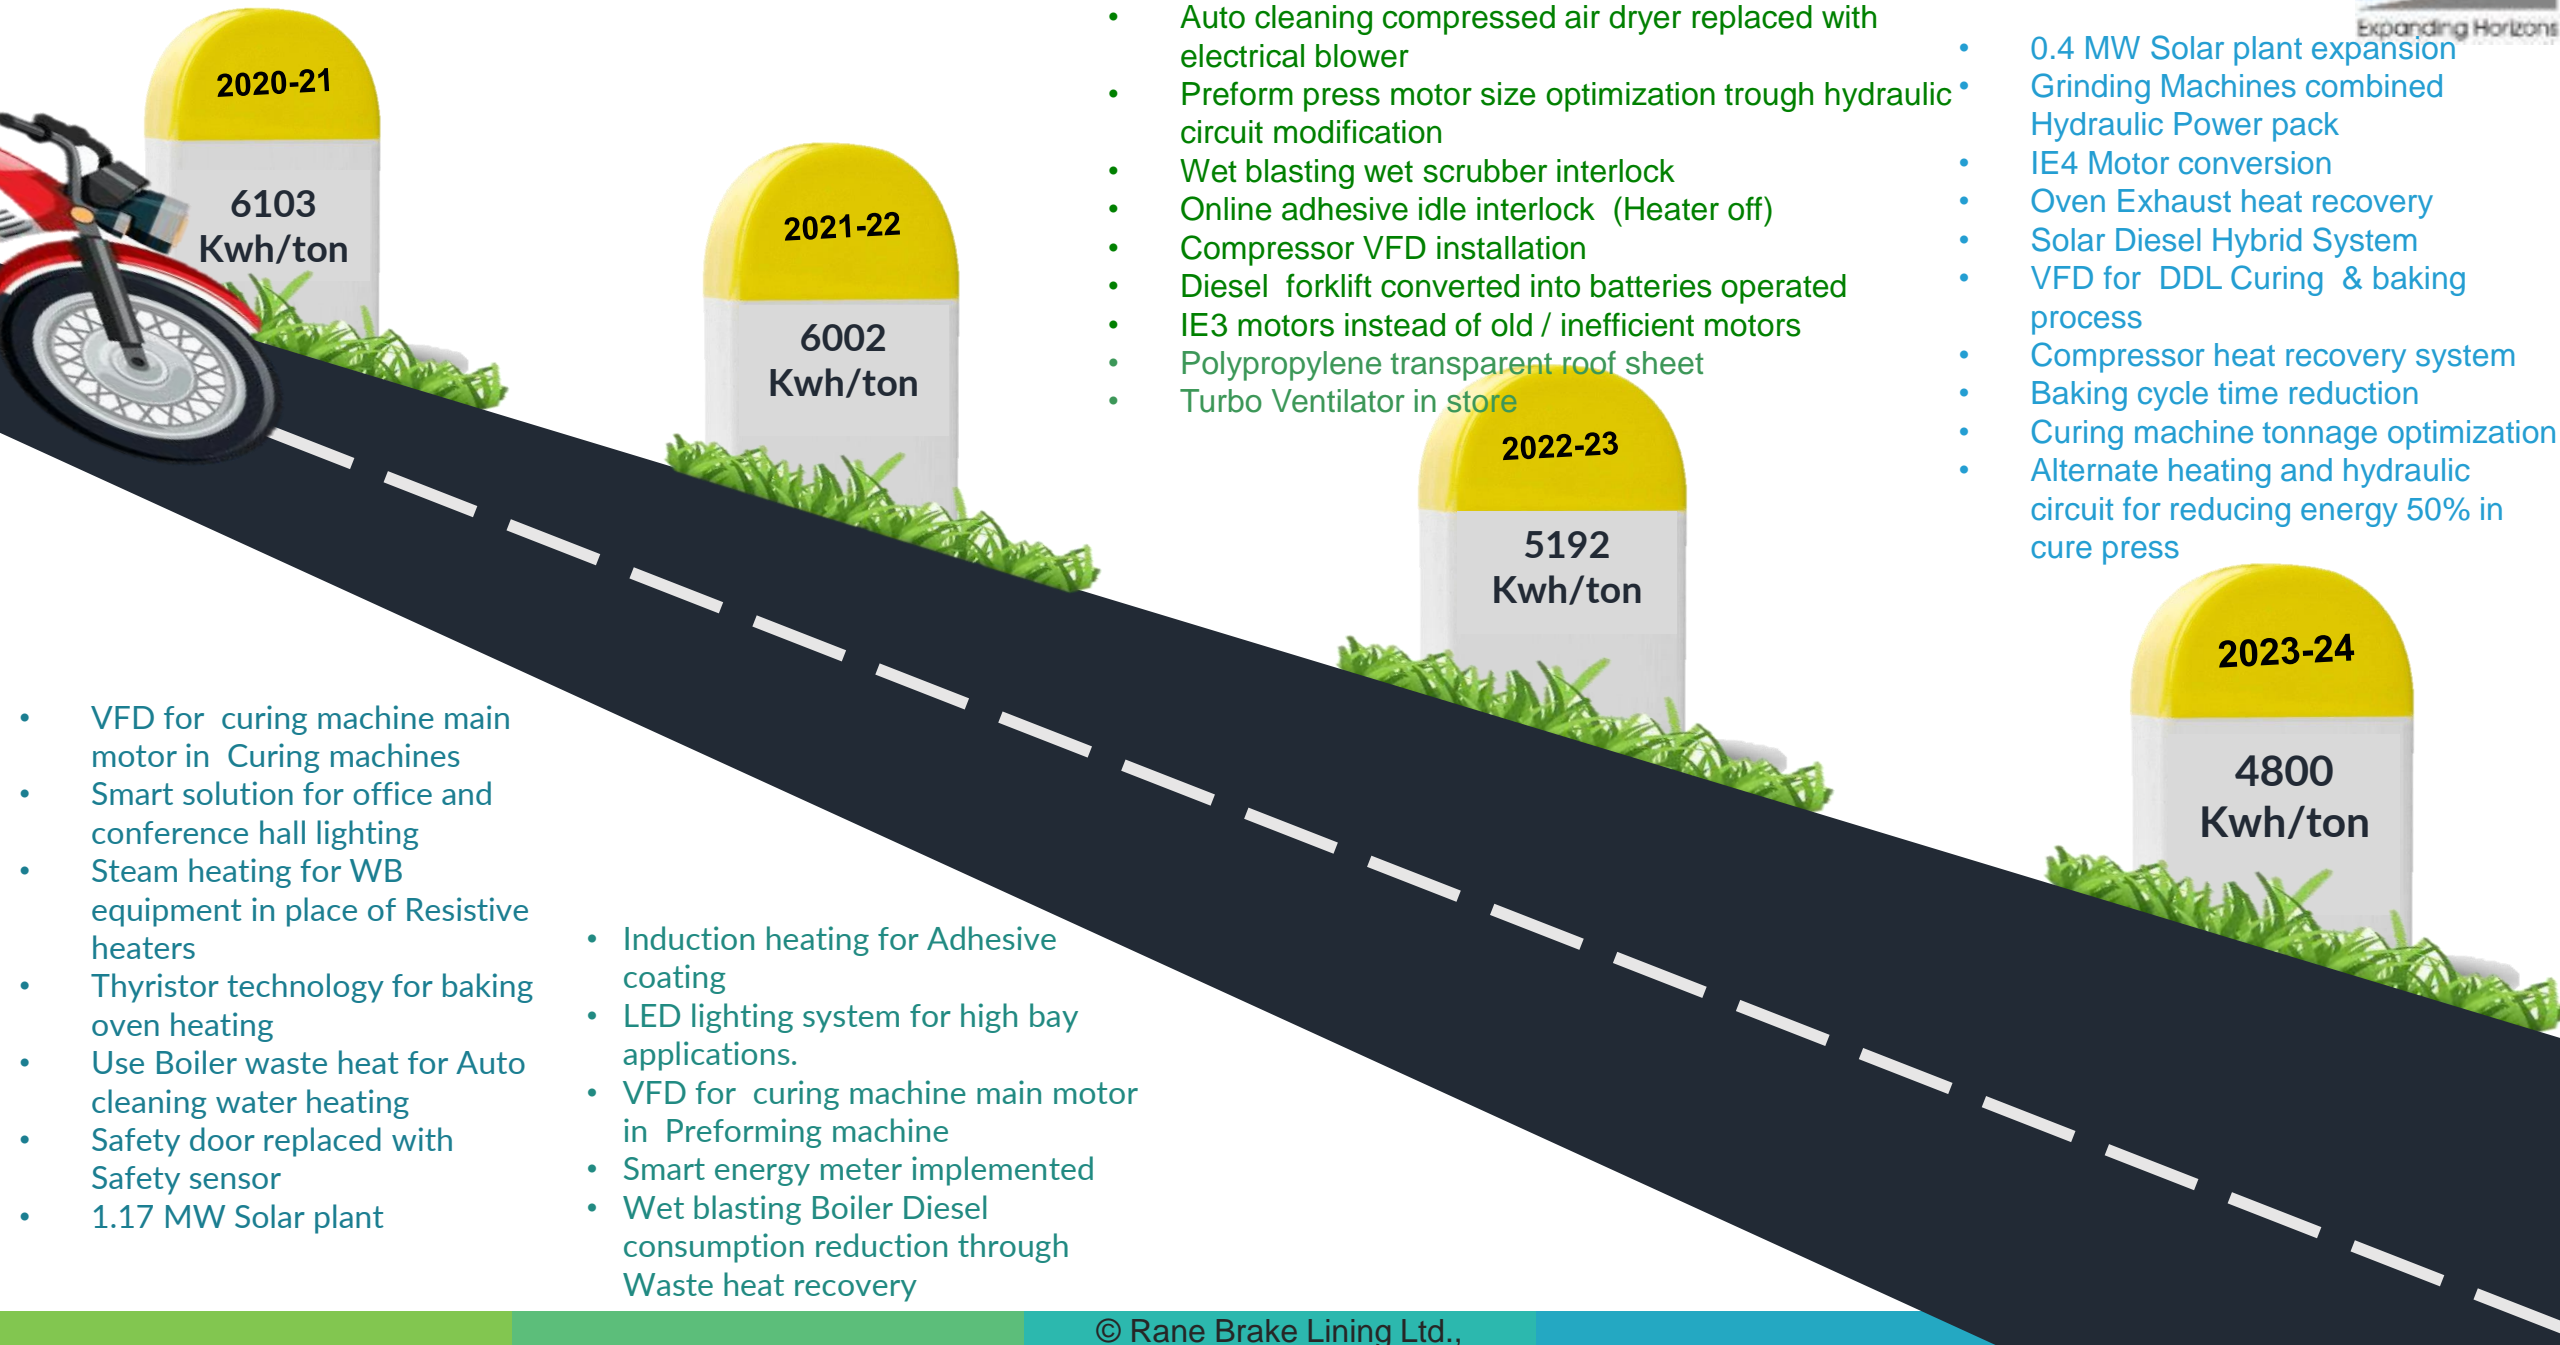 2020-21
6103
Kwh/ton
2021-22
6002
Kwh/ton
• Auto cleaning compressed air dryer replaced with
electrical blower
• Preform press motor size optimization trough hydraulic
circuit modification
• Wet blasting wet scrubber interlock
• Online adhesive idle interlock (Heater off)
• Compressor VFD installation
• Diesel forklift converted into batteries operated
• IE3 motors instead of old / inefficient motors
• Polypropylene transparent roof sheet
• Turbo Ventilator in store
2022-23
5192
Kwh/ton
Expanding Horizons
• 0.4 MW Solar plant expansion
• Grinding Machines combined
Hydraulic Power pack
• IE4 Motor conversion
• Oven Exhaust heat recovery
• Solar Diesel Hybrid System
• VFD for DDL Curing & baking
process
• Compressor heat recovery system
• Baking cycle time reduction
• Curing machine tonnage optimization
• Alternate heating and hydraulic
circuit for reducing energy 50% in
cure press
2023-24
4800
Kwh/ton
• VFD for curing machine main
motor in Curing machines
• Smart solution for office and
conference hall lighting
• Steam heating for WB
equipment in place of Resistive
heaters
• Thyristor technology for baking
oven heating
• Use Boiler waste heat for Auto
cleaning water heating
• Safety door replaced with
Safety sensor
• 1.17 MW Solar plant
• Induction heating for Adhesive
coating
• LED lighting system for high bay
applications.
• VFD for curing machine main motor
in Preforming machine
• Smart energy meter implemented
• Wet blasting Boiler Diesel
consumption reduction through
Waste heat recovery
© Rane Brake Lining Ltd.,